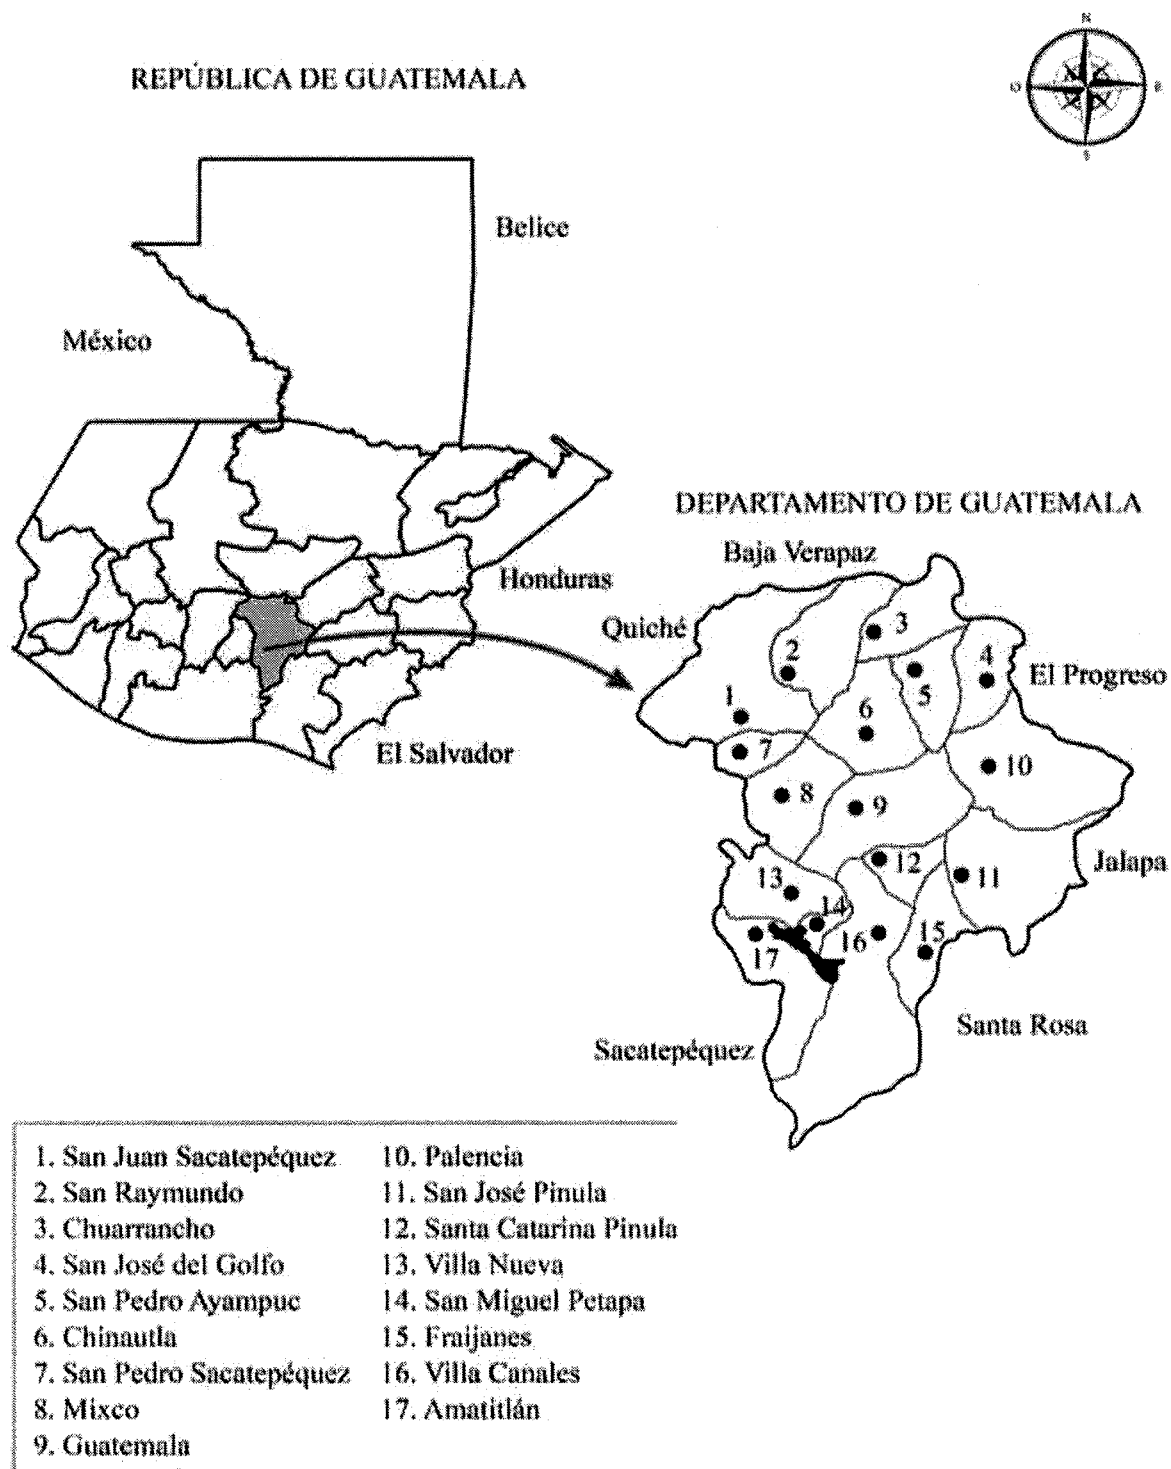 N
O
E
S
REPÚBLICA DE GUATEMALA
Belice
México
Honduras
El Salvador
DEPARTAMENTO DE GUATEMALA
Baja Verapaz
Quiché
El Progreso
Jalapa
Santa Rosa
Sacatepéquez
1
2
3
4
5
6
7
8
9
10
11
12
13
14
15
16
17
1. San Juan Sacatepéquez
2. San Raymundo
3. Chuarrancho
4. San José del Golfo
5. San Pedro Ayampuc
6. Chinautla
7. San Pedro Sacatepéquez
8. Mixco
9. Guatemala
10. Palencia
11. San José Pinula
12. Santa Catarina Pinula
13. Villa Nueva
14. San Miguel Petapa
15. Fraijanes
16. Villa Canales
17. Amatitlán